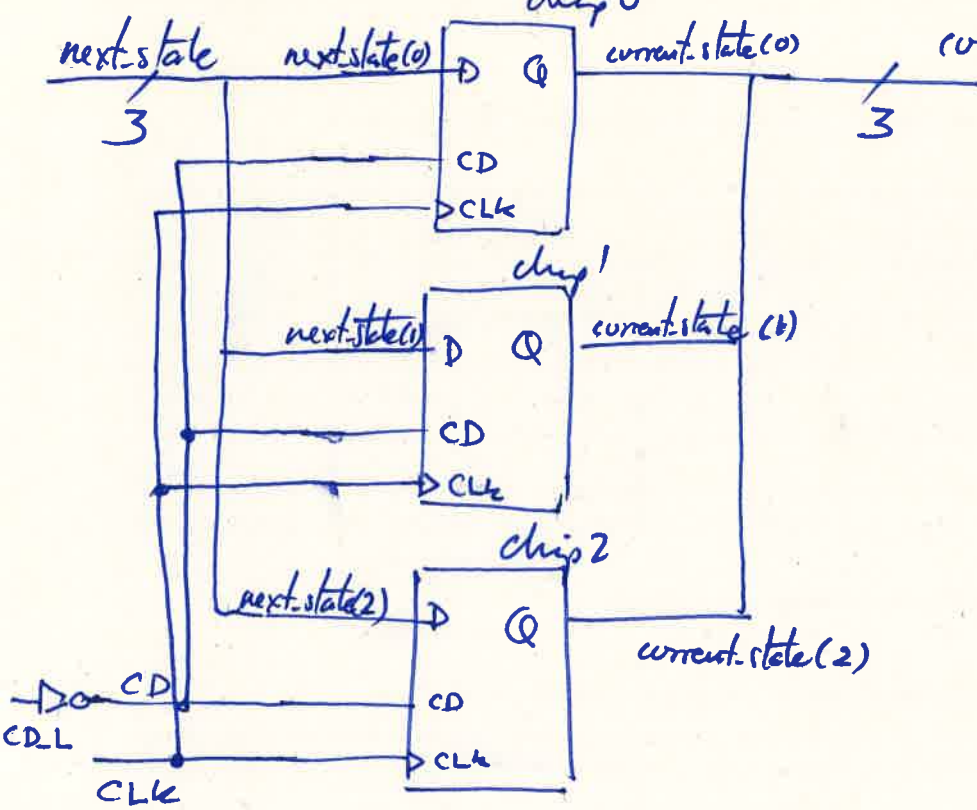 chip 0
next_state
next_state(0)
D
Q
current_state(0)
cu
3
3
CD
CLK
chip 1
next_state(1)
D
Q
current_state(1)
CD
CLK
chip 2
next_state(2)
D
Q
current_state(2)
CD
CD
CD_L
CLK
CLK